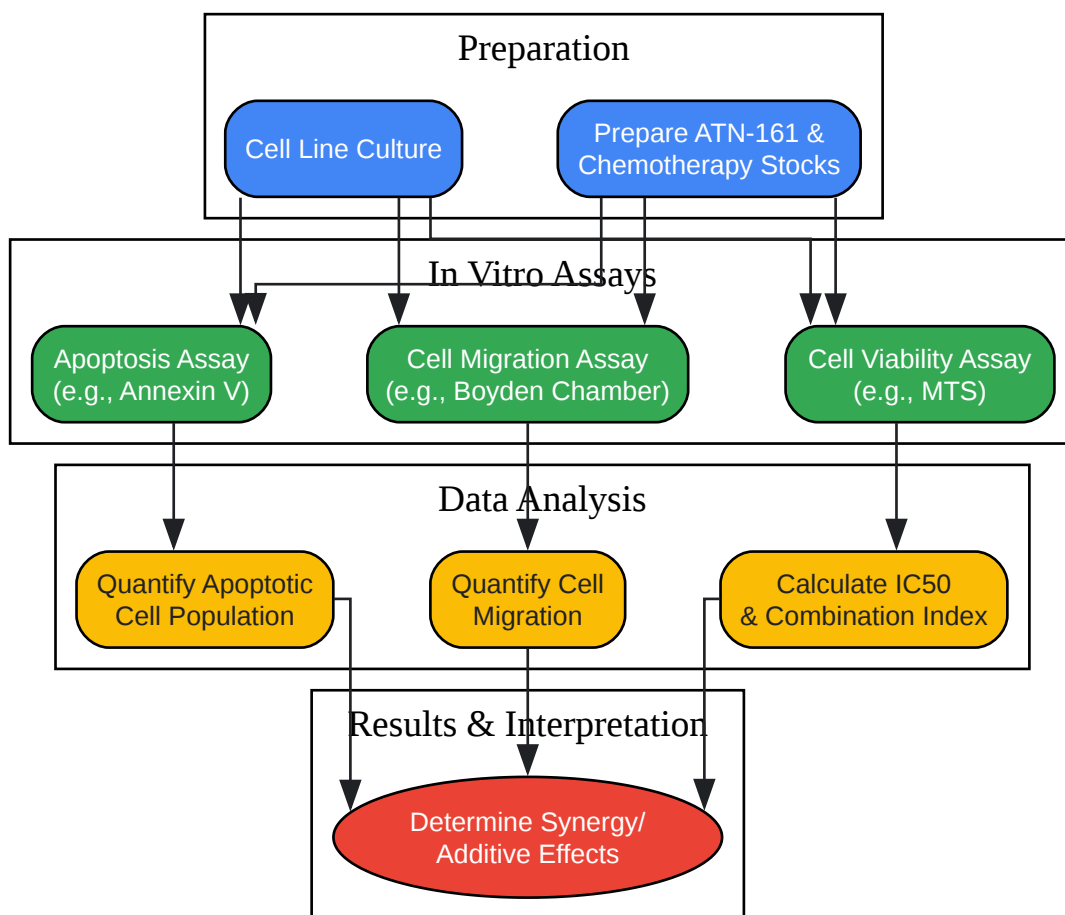 Preparation
Cell Line Culture
Prepare ATN-161 &
Chemotherapy Stocks
In Vitro Assays
Apoptosis Assay
(e.g., Annexin V)
Cell Migration Assay
(e.g., Boyden Chamber)
Cell Viability Assay
(e.g., MTS)
Data Analysis
Quantify Apoptotic
Cell Population
Quantify Cell
Migration
Calculate IC50
& Combination Index
Results & Interpretation
Determine Synergy/
Additive Effects